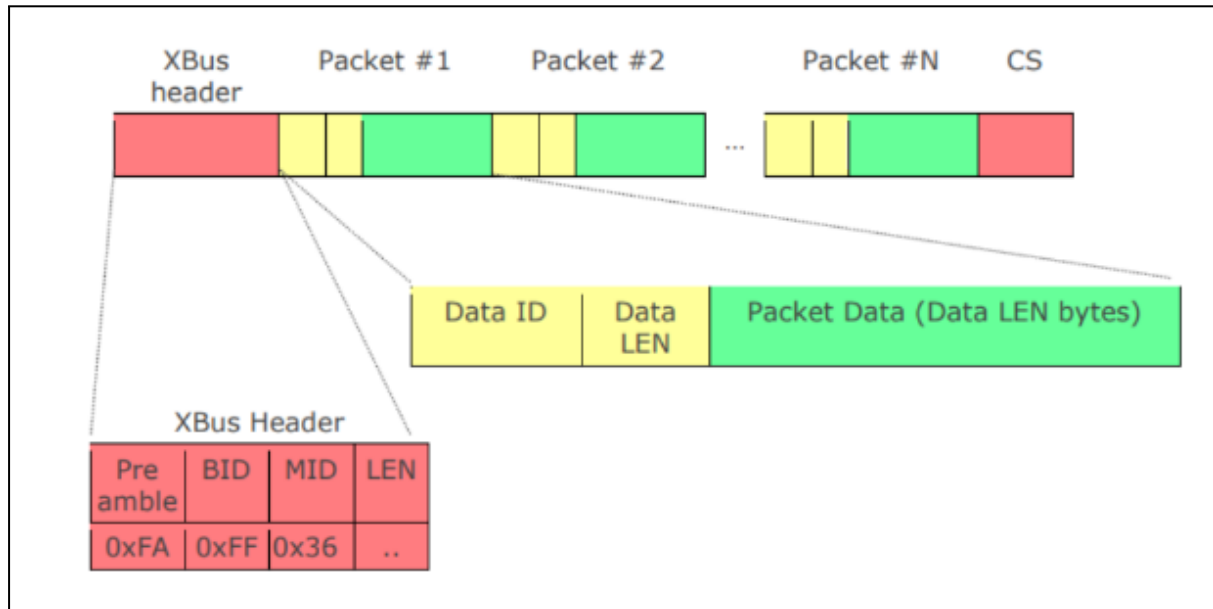 XBus
header
Packet #1
Packet #2
Packet #N
CS
...
Data ID
Data
LEN
Packet Data (Data LEN bytes)
XBus Header
Pre
amble
BID
MID
LEN
0xFA
0xFF
0x36
..